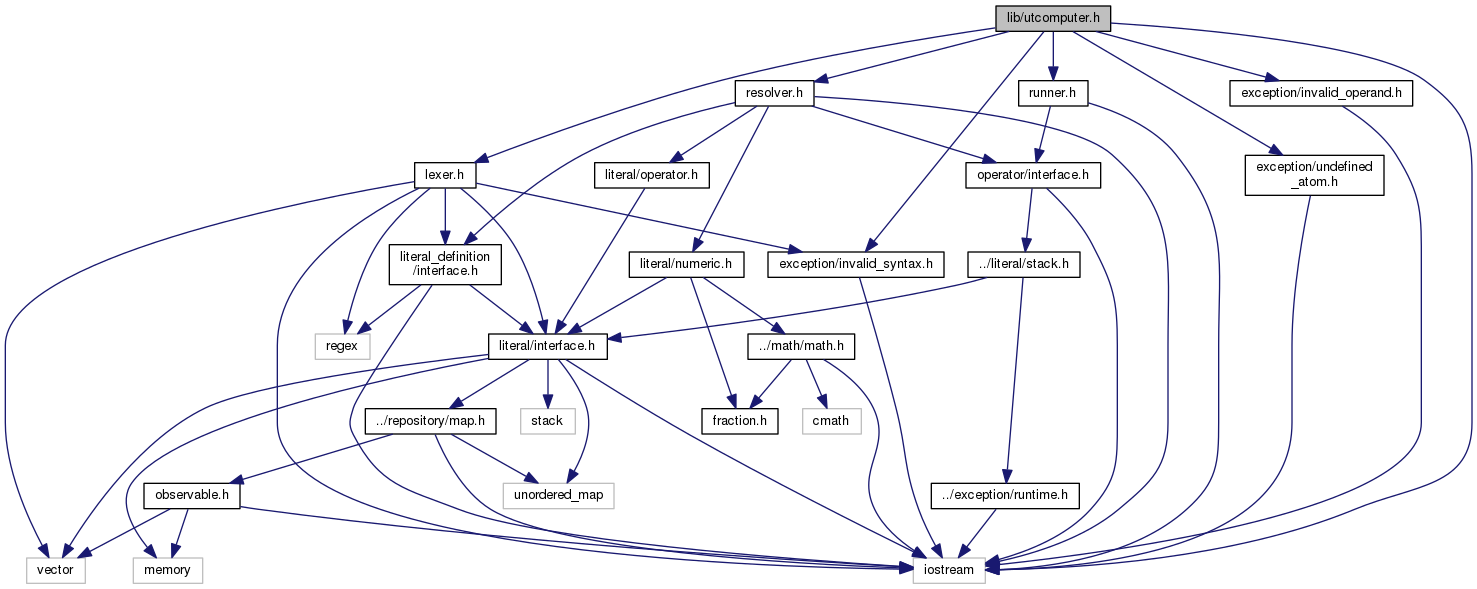 lib/utcomputer.h
resolver.h
runner.h
exception/invalid_operand.h
lexer.h
literal/operator.h
operator/interface.h
exception/undefined
_atom.h
literal_definition
/interface.h
literal/numeric.h
exception/invalid_syntax.h
../literal/stack.h
regex
literal/interface.h
../math/math.h
../repository/map.h
stack
fraction.h
cmath
observable.h
unordered_map
../exception/runtime.h
vector
memory
iostream